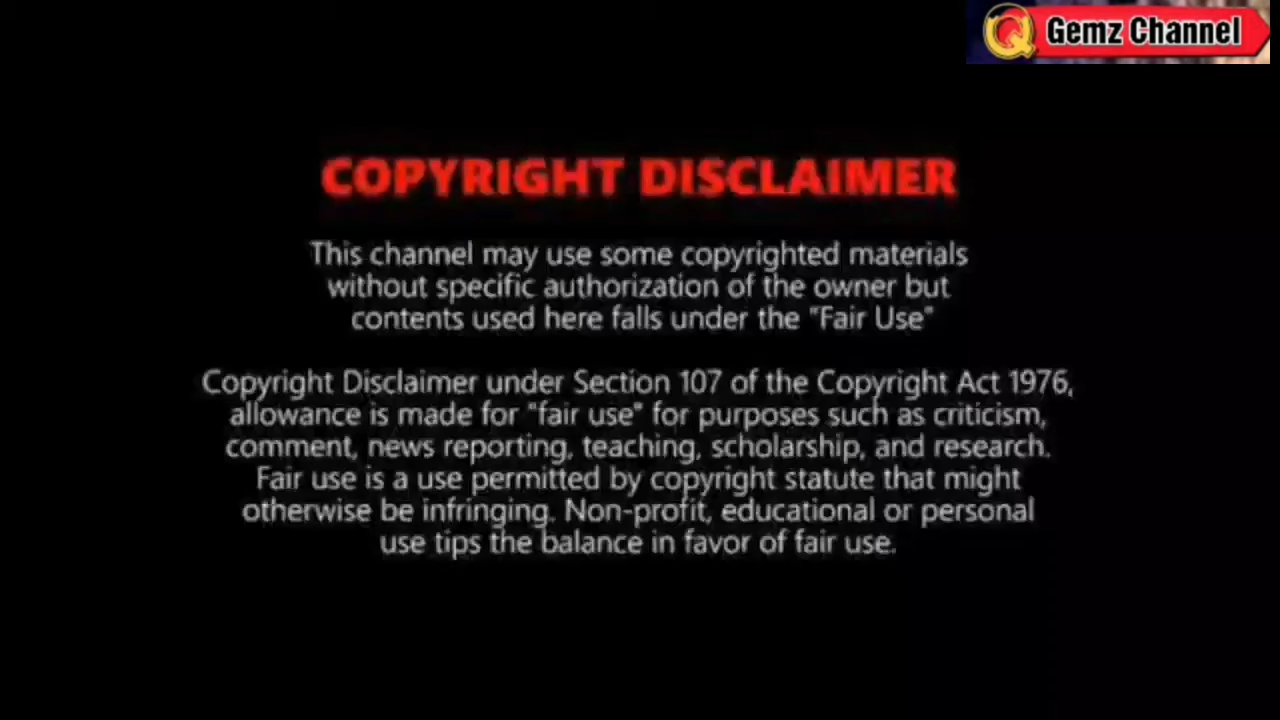 Gemz Channel
COPYRIGHT DISCLAIMER
This channel may use some copyrighted materials
without specific authorization of the owner but
contents used here falls under the "Fair Use"
Copyright Disclaimer under Section 107 of the Copyright Act 1976,
allowance is made for "fair use" for purposes such as criticism,
comment, news reporting, teaching, scholarship, and research.
Fair use is a use permitted by copyright statute that might
otherwise be infringing. Non-profit, educational or personal
use tips the balance in favor of fair use.